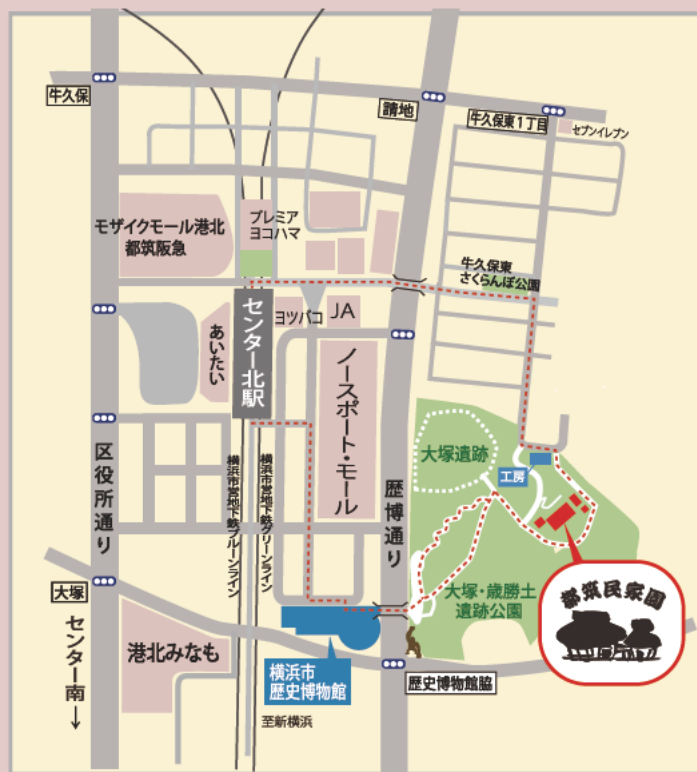 牛久保
請地
牛久保東1丁目
セブンイレブン
モザイクモール港北
都筑阪急
プレミア
ヨコハマ
牛久保東
さくらんぼ公園
センター北駅
ヨツバコ
JA
あいたい
ノースポート・モール
大塚遺跡
工房
区役所通り
横浜市営地下鉄ブルーライン
横浜市営地下鉄グリーンライン
歴博通り
大塚
大塚・歳勝土
遺跡公園
都筑民家園
センター南→
港北みなも
横浜市
歴史博物館
歴史博物館脇
至新横浜